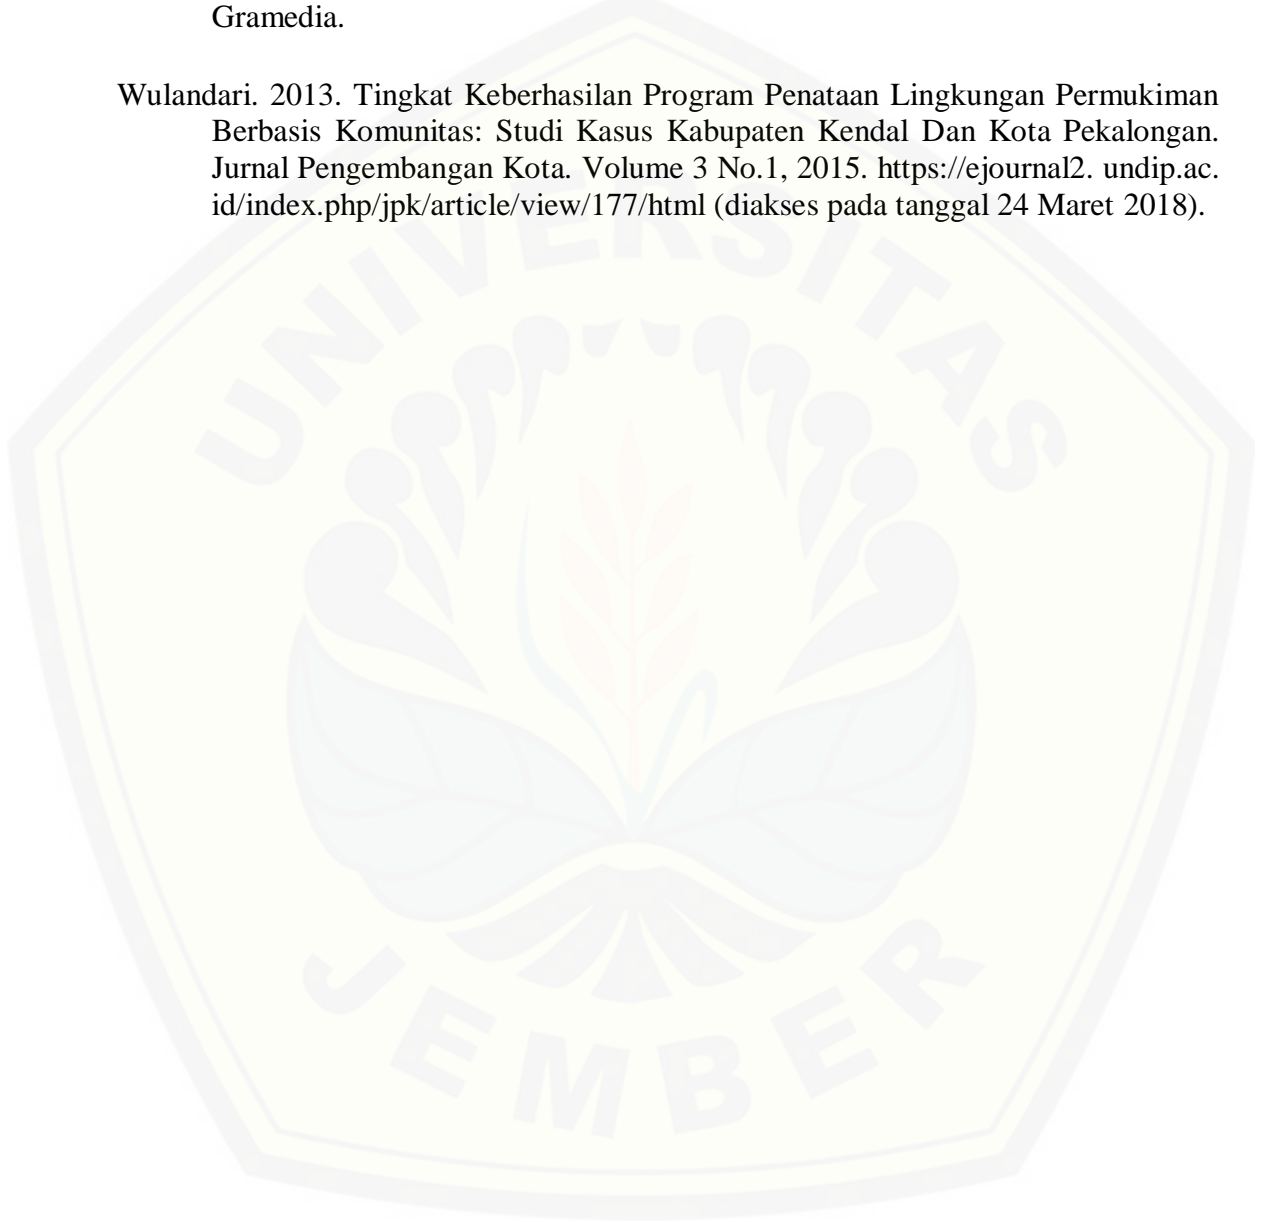 Gramedia.
Wulandari. 2013. Tingkat Keberhasilan Program Penataan Lingkungan Permukiman
Berbasis Komunitas: Studi Kasus Kabupaten Kendal Dan Kota Pekalongan.
Jurnal Pengembangan Kota. Volume 3 No.1, 2015. https://ejournal2. undip.ac.
id/index.php/jpk/article/view/177/html (diakses pada tanggal 24 Maret 2018).
UNIVERSITAS
JEMBER